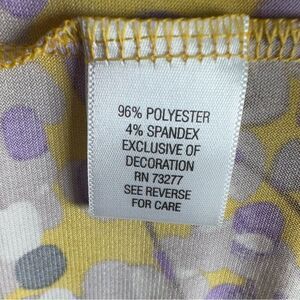 96% POLYESTER
4% SPANDEX
EXCLUSIVE OF
DECORATION
RN 73277
SEE REVERSE
FOR CARE